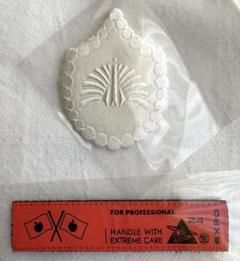 FOR PROFESSIONAL
HANDLE WITH
EXTREME CARE